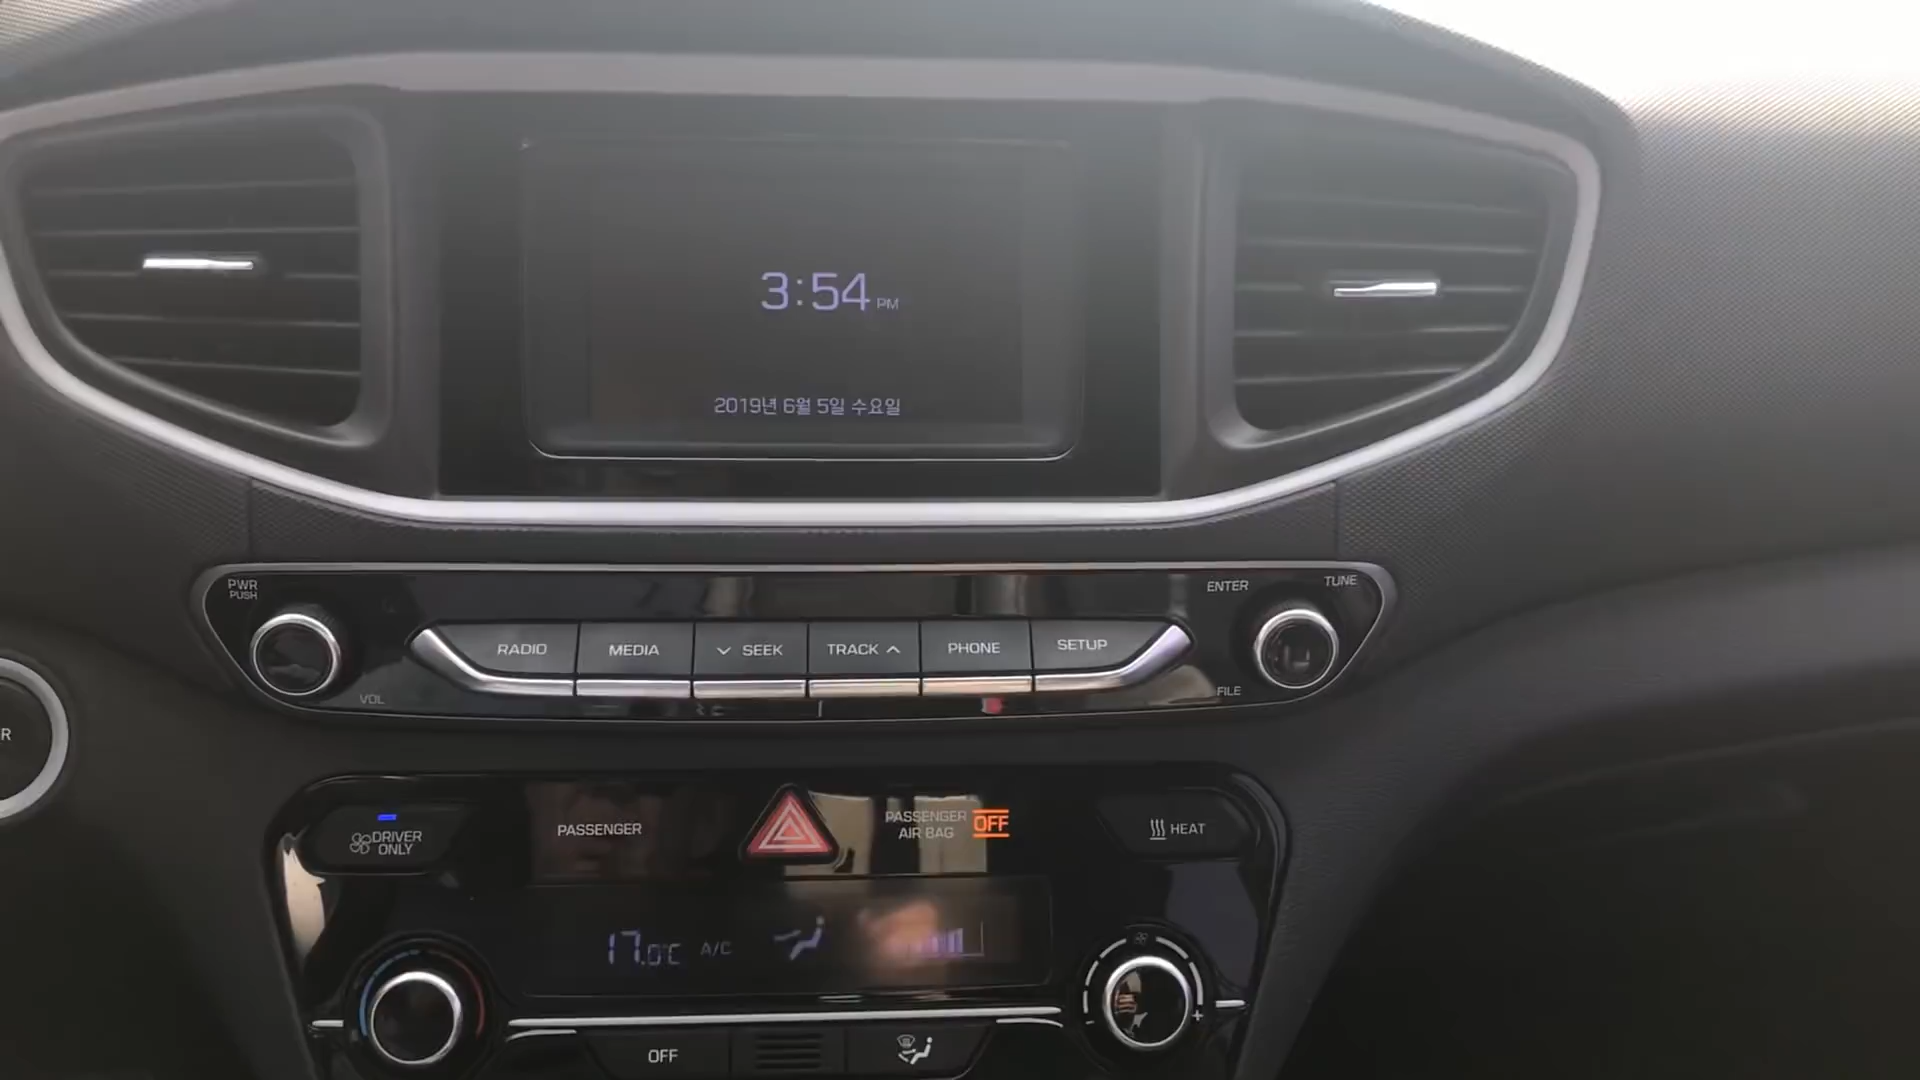 3:54 PM
2019년 6월 5일 수요일
PWR
PUSH
VOL
RADIO
MEDIA
SEEK
TRACK
PHONE
SETUP
ENTER
TUNE
FILE
R
DRIVER
ONLY
PASSENGER
PASSENGER
AIR BAG
OFF
HEAT
17.0°C A/C
OFF